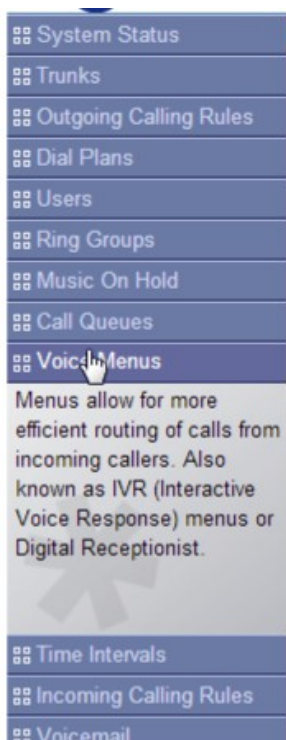 System Status
Trunks
Outgoing Calling Rules
Dial Plans
Users
Ring Groups
Music On Hold
Call Queues
Voice Menus
Menus allow for more
efficient routing of calls from
incoming callers. Also
known as IVR (Interactive
Voice Response) menus or
Digital Receptionist.
Time Intervals
Incoming Calling Rules
Voicemail